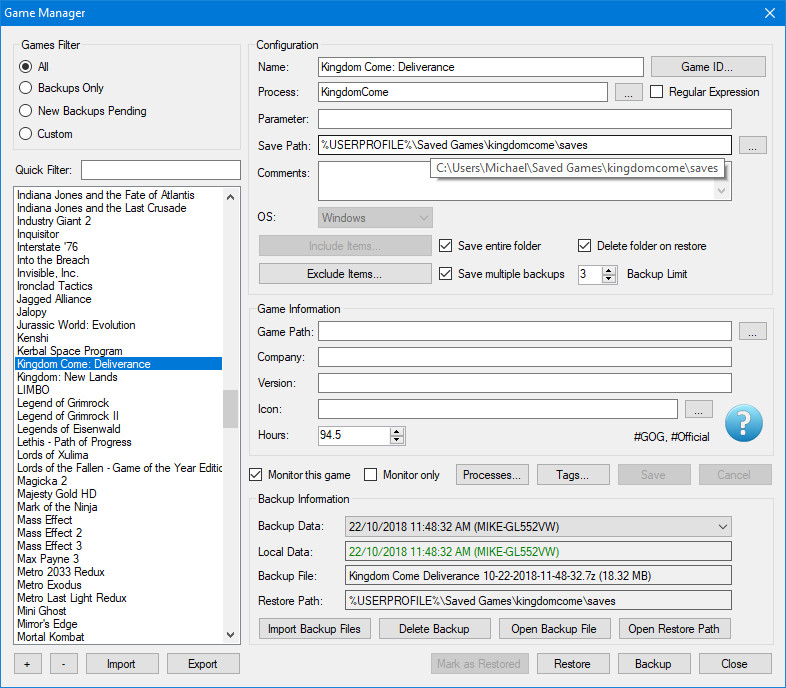 Game Manager
Games Filter
All
Backups Only
New Backups Pending
Custom
Quick Filter:
Indiana Jones and the Fate of Atlantis
Indiana Jones and the Last Crusade
Industry Giant 2
Inquisitor
Interstate '76
Into the Breach
Invisible, Inc.
Ironclad Tactics
Jagged Alliance
Jalopy
Jurassic World: Evolution
Kenshi
Kerbal Space Program
Kingdom Come: Deliverance
Kingdom: New Lands
LIMBO
Legend of Grimrock
Legend of Grimrock II
Legends of Eisenwald
Lethis - Path of Progress
Lords of Xulima
Lords of the Fallen - Game of the Year Editic
Magicka 2
Majesty Gold HD
Mark of the Ninja
Mass Effect
Mass Effect 2
Mass Effect 3
Max Payne 3
Metro 2033 Redux
Metro Exodus
Metro Last Light Redux
Mini Ghost
Mirror's Edge
Mortal Kombat
+ - Import Export
Configuration
Name: Kingdom Come: Deliverance Game ID...
Process: KingdomCome ... Regular Expression
Parameter:
Save Path: %USERPROFILE%\Saved Games\kingdomcome\saves ...
C:\Users\Michael\Saved Games\kingdomcome\saves
Comments:
OS: Windows
Include Items... Save entire folder Delete folder on restore
Exclude Items... Save multiple backups 3 Backup Limit
Game Information
Game Path: ...
Company:
Version:
Icon: ...
?
Hours: 94.5 #GOG, #Official
Monitor this game Monitor only Processes... Tags... Save Cancel
Backup Information
Backup Data: 22/10/2018 11:48:32 AM (MIKE-GL552VW)
Local Data: 22/10/2018 11:48:32 AM (MIKE-GL552VW)
Backup File: Kingdom Come Deliverance 10-22-2018-11-48-32.7z (18.32 MB)
Restore Path: %USERPROFILE%\Saved Games\kingdomcome\saves
Import Backup Files Delete Backup Open Backup File Open Restore Path
Mark as Restored Restore Backup Close